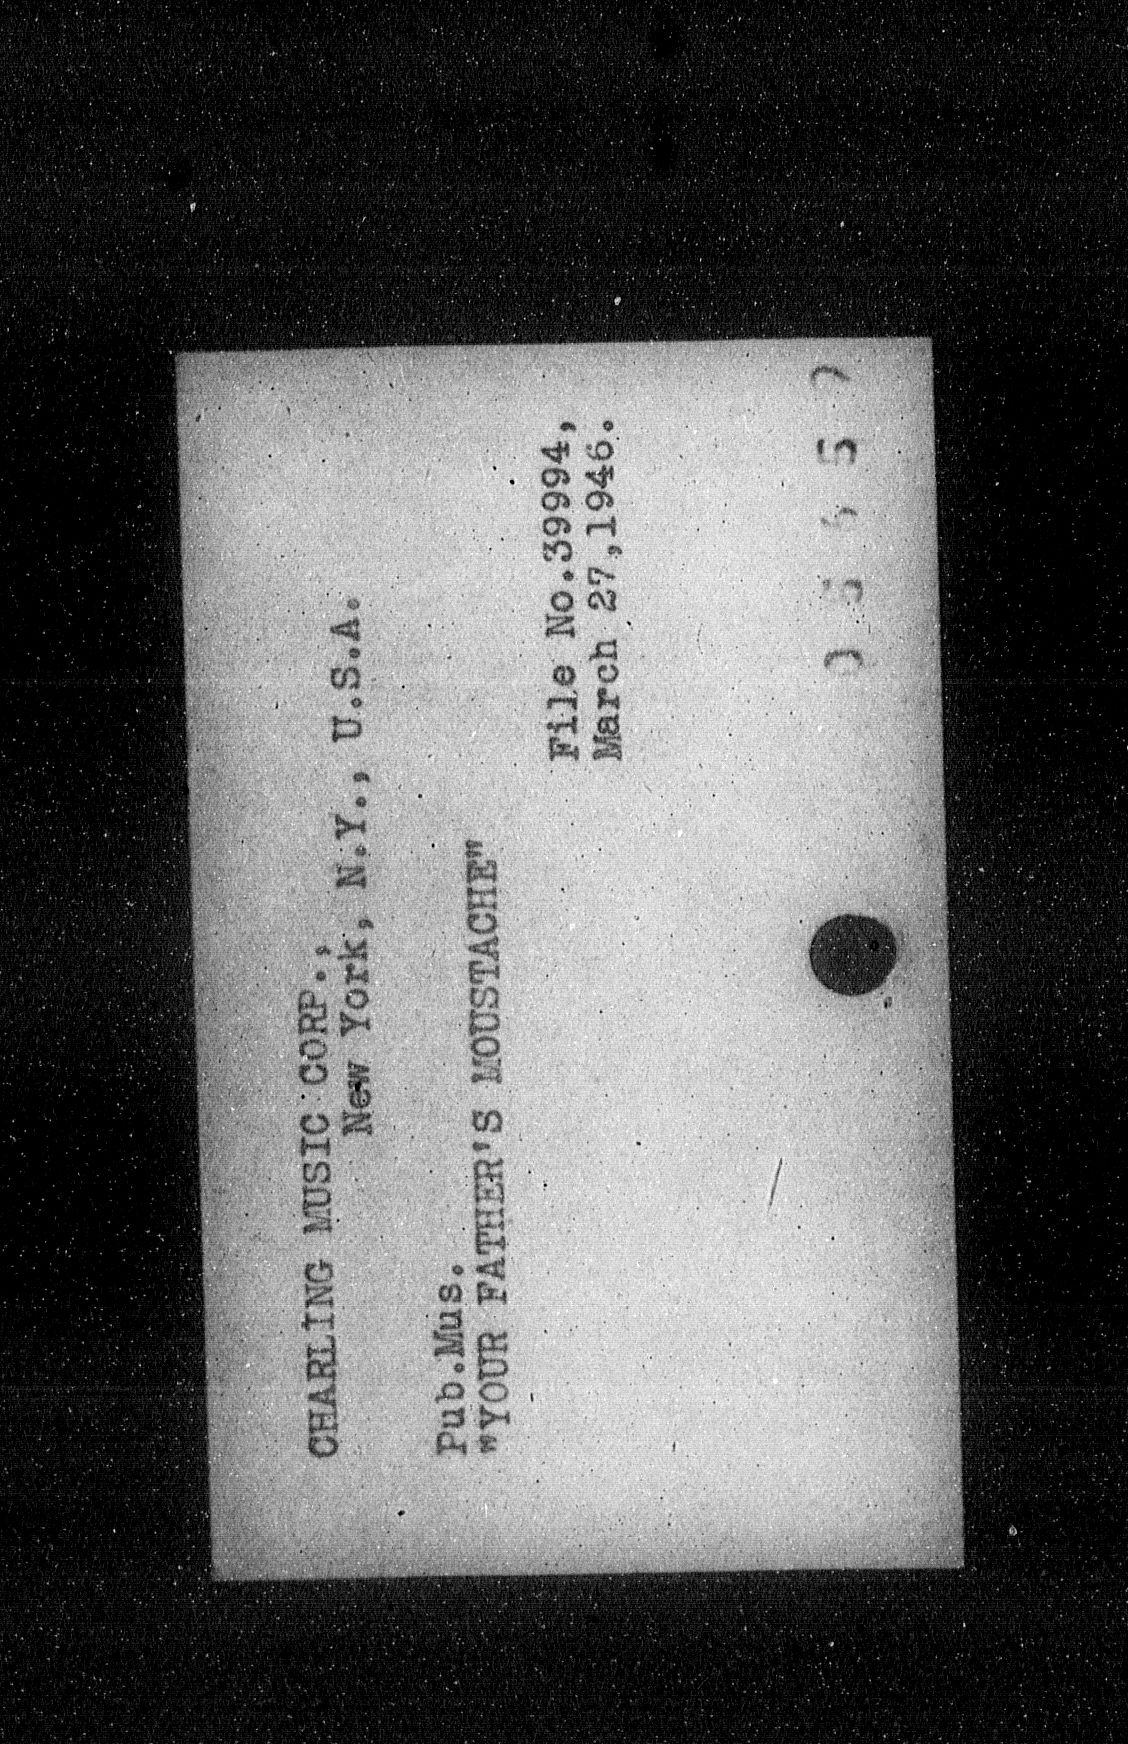 CHARLING MUSIC CORP.,
New York, N.Y., U.S.A.
Pub.Mus.
"YOUR FATHER'S MOUSTACHE"
File No.39994,
March 27,1946.